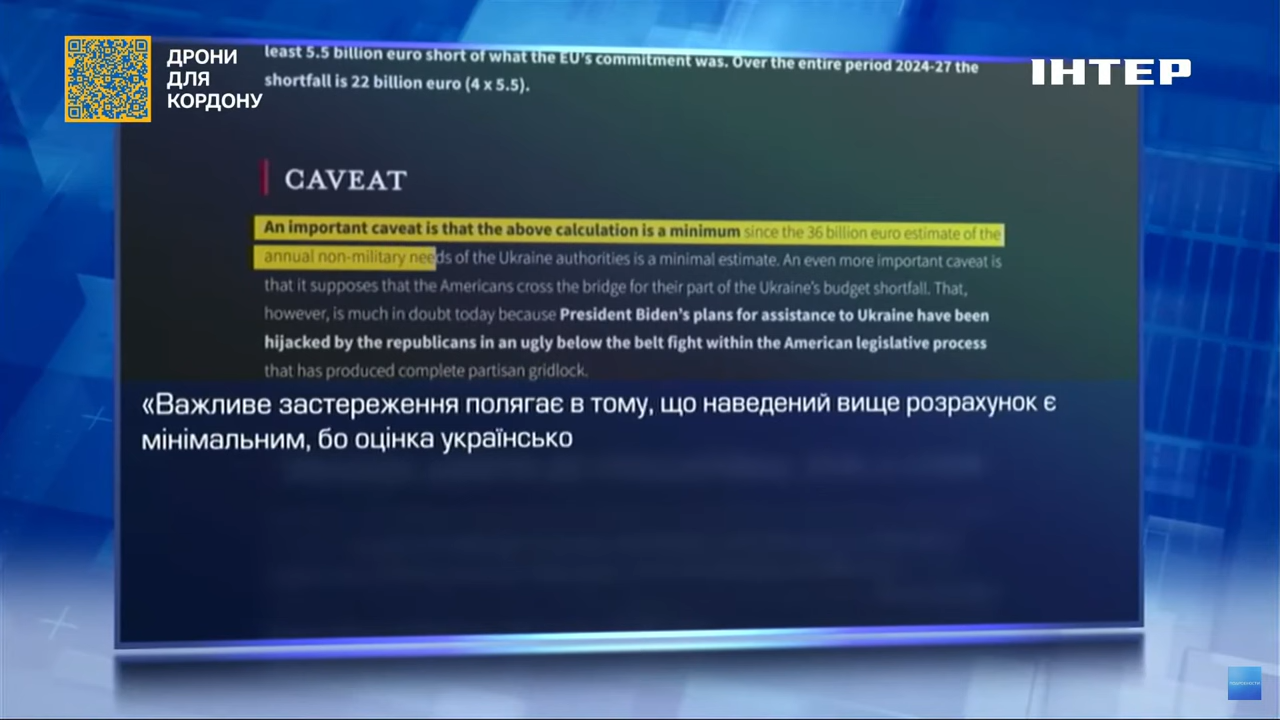 ДРОНИ
ДЛЯ
КОРДОНУ
ІНТЕР
least 5.5 billion euro short of what the EU's commitment was. Over the entire period 2024-27 the
shortfall is 22 billion euro (4 x 5.5).
CAVEAT
An important caveat is that the above calculation is a minimum since the 36 billion euro estimate of the
annual non-military needs of the Ukraine authorities is a minimal estimate. An even more important caveat is
that it supposes that the Americans cross the bridge for their part of the Ukraine's budget shortfall. That,
however, is much in doubt today because President Biden's plans for assistance to Ukraine have been
hijacked by the republicans in an ugly below the belt fight within the American legislative process
that has produced complete partisan gridlock.
«Важливе застереження полягає в тому, що наведений вище розрахунок є
мінімальним, бо оцінка українсько